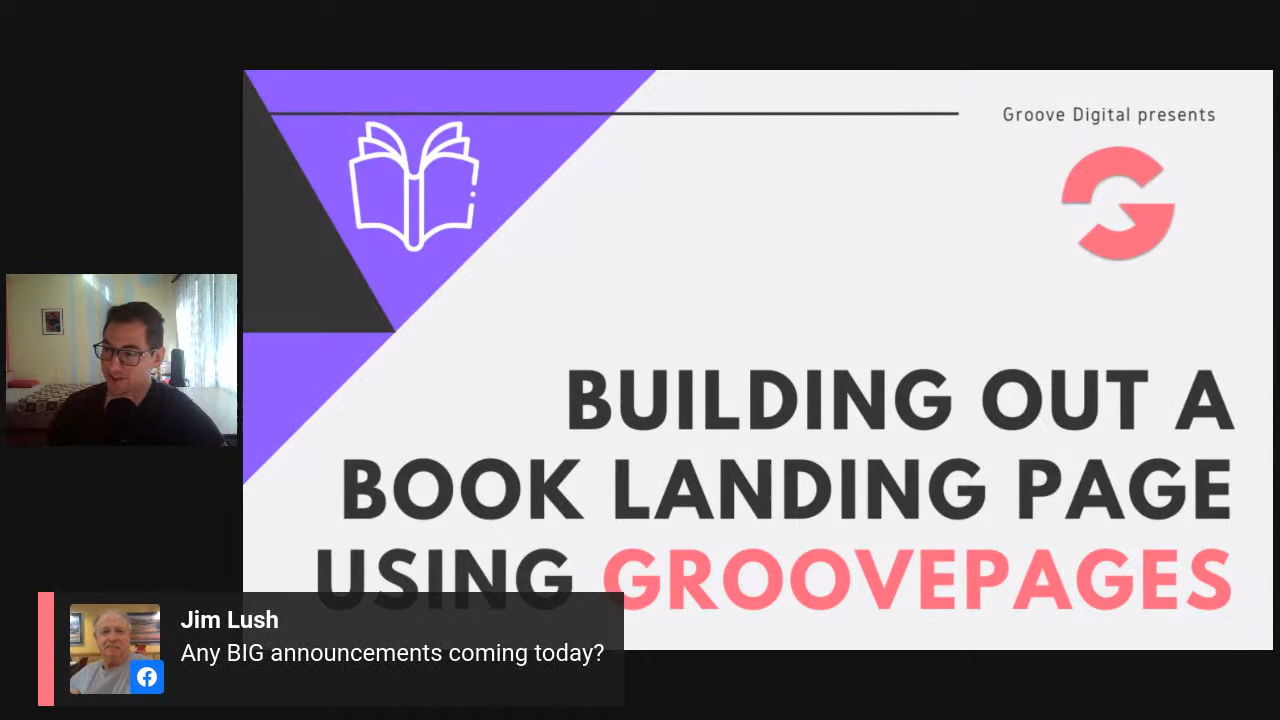 Groove Digital presents
BUILDING OUT A
BOOK LANDING PAGE
USING GROOVEPAGES
Jim Lush
Any BIG announcements coming today?